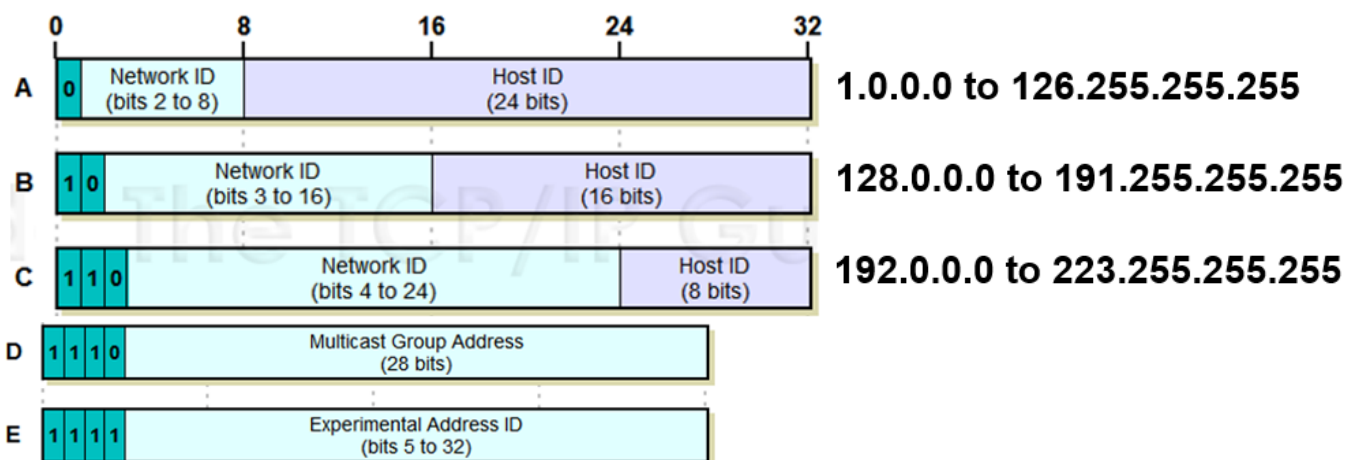 0 8 16 24 32
A 0 Network ID Host ID 1.0.0.0 to 126.255.255.255
(bits 2 to 8) (24 bits)
B 1 0 Network ID Host ID 128.0.0.0 to 191.255.255.255
(bits 3 to 16) (16 bits)
The TCP/IP Gu
C 1 1 0 Network ID Host ID 192.0.0.0 to 223.255.255.255
(bits 4 to 24) (8 bits)
D 1 1 1 0 Multicast Group Address
(28 bits)
E 1 1 1 1 Experimental Address ID
(bits 5 to 32)